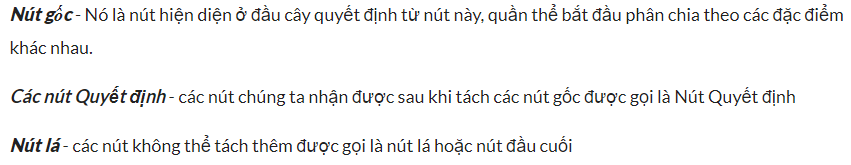 Nút gốc - Nó là nút hiện diện ở đầu cây quyết định từ nút này, quần thể bắt đầu phân chia theo các đặc điểm
khác nhau.
Các nút Quyết định - các nút chúng ta nhận được sau khi tách các nút gốc được gọi là Nút Quyết định
Nút lá - các nút không thể tách thêm được gọi là nút lá hoặc nút đầu cuối